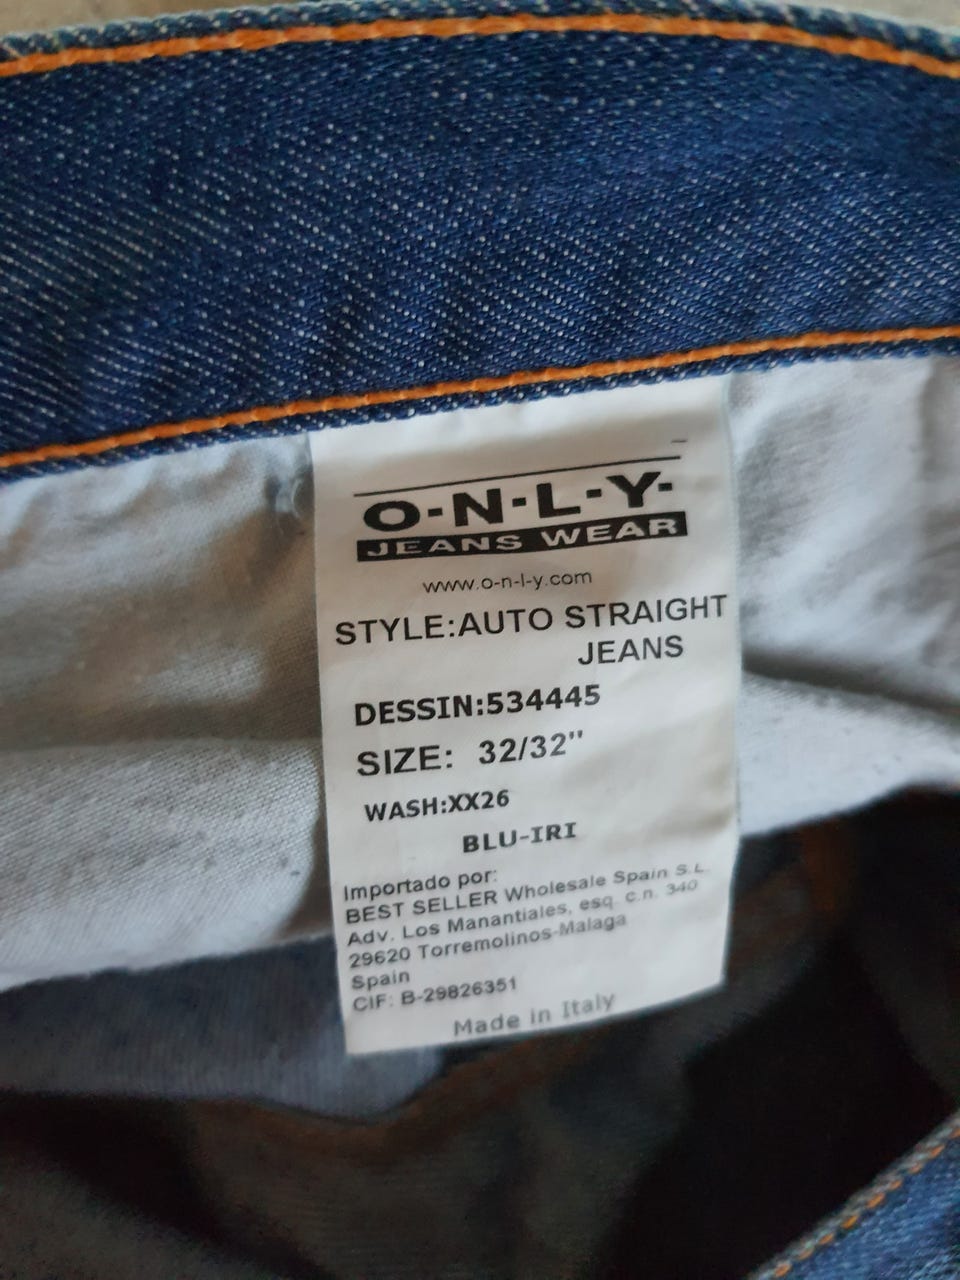 O-N-L-Y-
JEANS WEAR
www.o-n-l-y.com
STYLE:AUTO STRAIGHT
JEANS
DESSIN:534445
SIZE: 32/32"
WASH:XX26
BLU-IRI
Importado por:
BEST SELLER Wholesale Spain S.L.
Adv. Los Manantiales, esq. c.n. 340
29620 Torremolinos-Malaga
Spain
CIF: B-29826351
Made in Italy